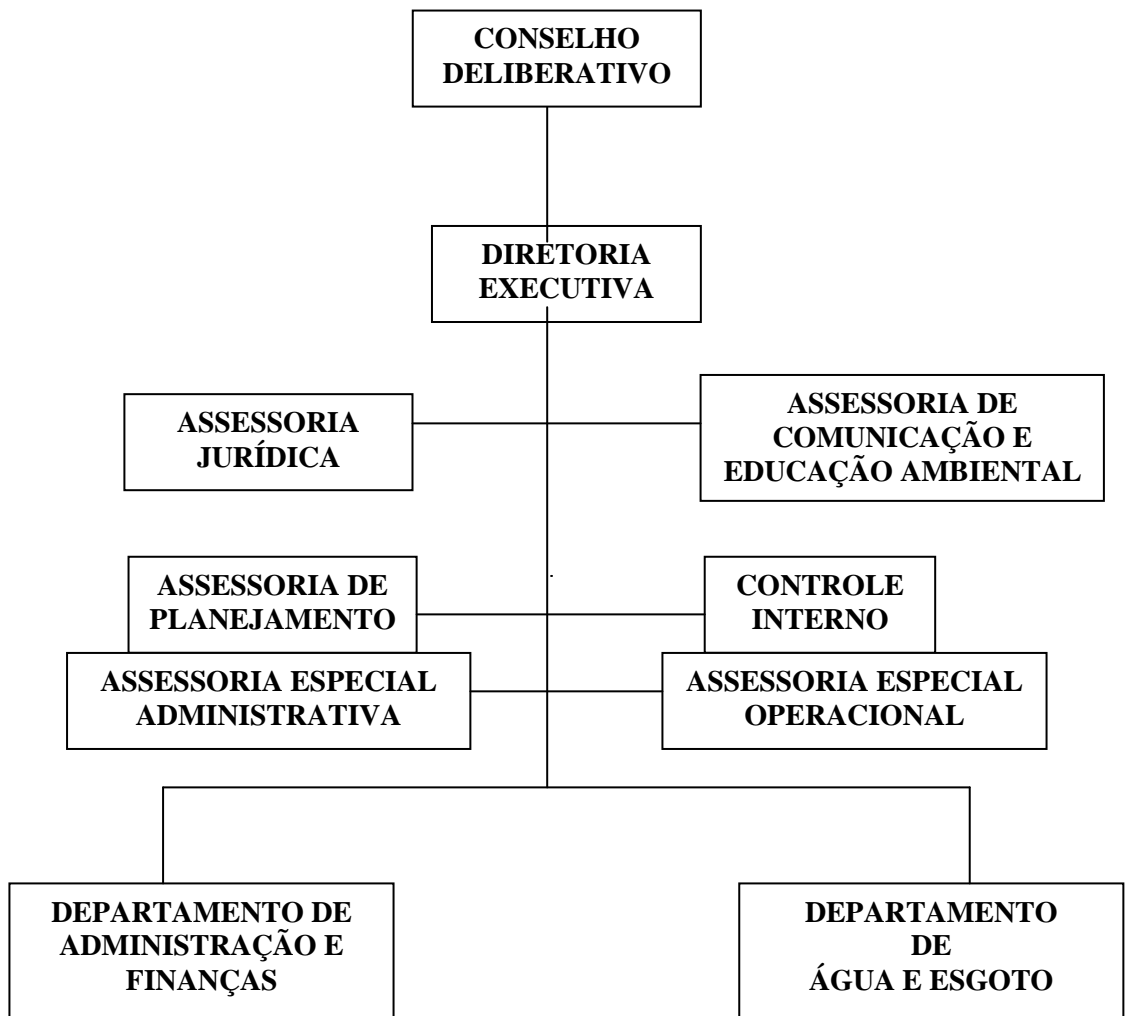 CONSELHO
DELIBERATIVO
DIRETORIA
EXECUTIVA
ASSESSORIA
JURÍDICA
ASSESSORIA DE
COMUNICAÇÃO E
EDUCAÇÃO AMBIENTAL
ASSESSORIA DE
PLANEJAMENTO
CONTROLE
INTERNO
ASSESSORIA ESPECIAL
ADMINISTRATIVA
ASSESSORIA ESPECIAL
OPERACIONAL
DEPARTAMENTO DE
ADMINISTRAÇÃO E
FINANÇAS
DEPARTAMENTO
DE
ÁGUA E ESGOTO